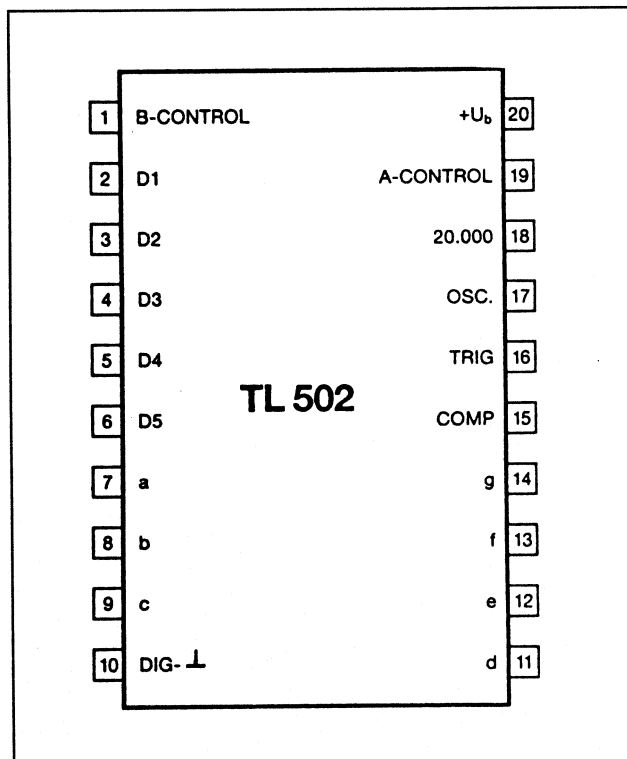 1 B-CONTROL
2 D1
3 D2
4 D3
5 D4
6 D5
7 a
8 b
9 c
10 DIG-⊥
TL 502
+Ub 20
A-CONTROL 19
20.000 18
OSC. 17
TRIG 16
COMP 15
g 14
f 13
e 12
d 11